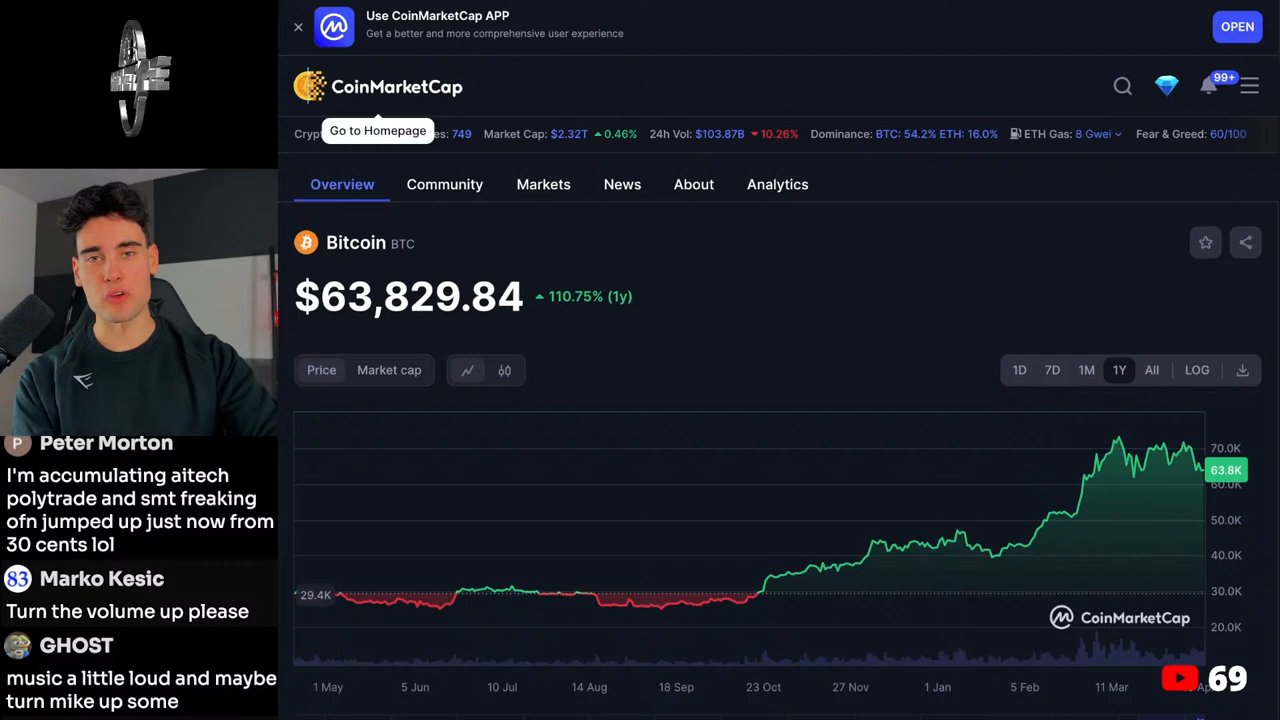 Use CoinMarketCap APP
Get a better and more comprehensive user experience
OPEN
CoinMarketCap
99+
Go to Homepage
Cryp es: 749 Market Cap: $2.32T 0.46% 24h Vol: $103.87B 10.26% Dominance: BTC: 54.2% ETH: 16.0% ETH Gas: 8 Gwei Fear & Greed: 60/100
Overview Community Markets News About Analytics
Bitcoin BTC
$63,829.84 110.75% (1y)
Price Market cap
1D 7D 1M 1Y All LOG
70.0K
63.8K
60.0K
50.0K
40.0K
30.0K
20.0K
29.4K
CoinMarketCap
1 May 5 Jun 10 Jul 14 Aug 18 Sep 23 Oct 27 Nov 1 Jan 5 Feb 11 Mar
69
P Peter Morton
I'm accumulating aitech
polytrade and smt freaking
ofn jumped up just now from
30 cents lol
83 Marko Kesic
Turn the volume up please
GHOST
music a little loud and maybe
turn mike up some